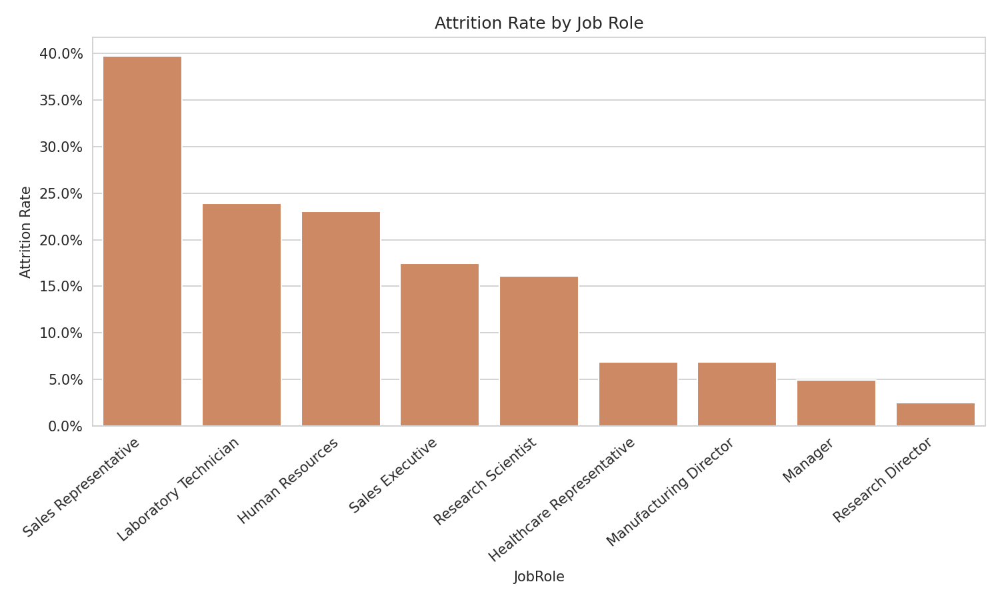 Attrition Rate by Job Role
40.0%
35.0%
30.0%
25.0%
20.0%
15.0%
10.0%
5.0%
0.0%
Attrition Rate
Sales Representative
Laboratory Technician
Human Resources
Sales Executive
Research Scientist
Healthcare Representative
Manufacturing Director
Manager
Research Director
JobRole